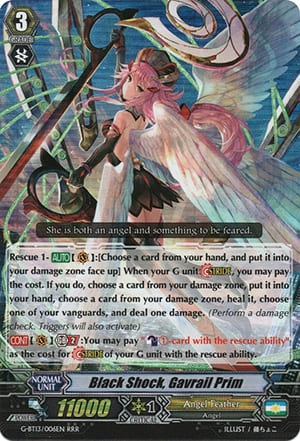 3
GRADE
She is both an angel and something to be feared.
Rescue 1- AUTO [ ]:[Choose a card from your hand, and put it into
your damage zone face up] When your G unit STRIDE, you may pay
the cost. If you do, choose a card from your damage zone, put it into
your hand, choose a card from your damage zone, heal it, choose
one of your vanguards, and deal one damage. (Perform a damage
check. Triggers will also activate)
CONT [ ] GB 2: You may pay "①-card with the rescue ability"
as the cost for STRIDE of your G unit with the rescue ability.
NORMAL
UNIT
Black Shock, Gavrail Prim
POWER
11000
1
CRITICAL
Angel Feather
Angel
G-BT13/006EN RRR
ILLUST /